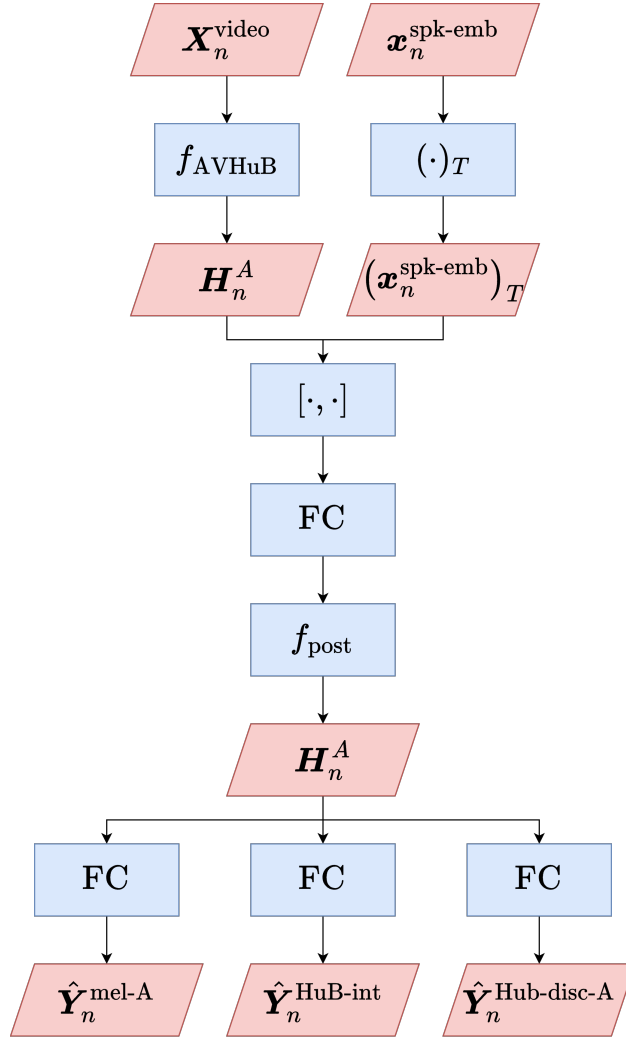 X_n^video
x_n^spk-emb
f_AVHuB
(·)_T
H_n^A
(x_n^spk-emb)_T
[·,·]
FC
f_post
H_n^A
FC
FC
FC
Ŷ_n^mel-A
Ŷ_n^HuB-int
Ŷ_n^Hub-disc-A